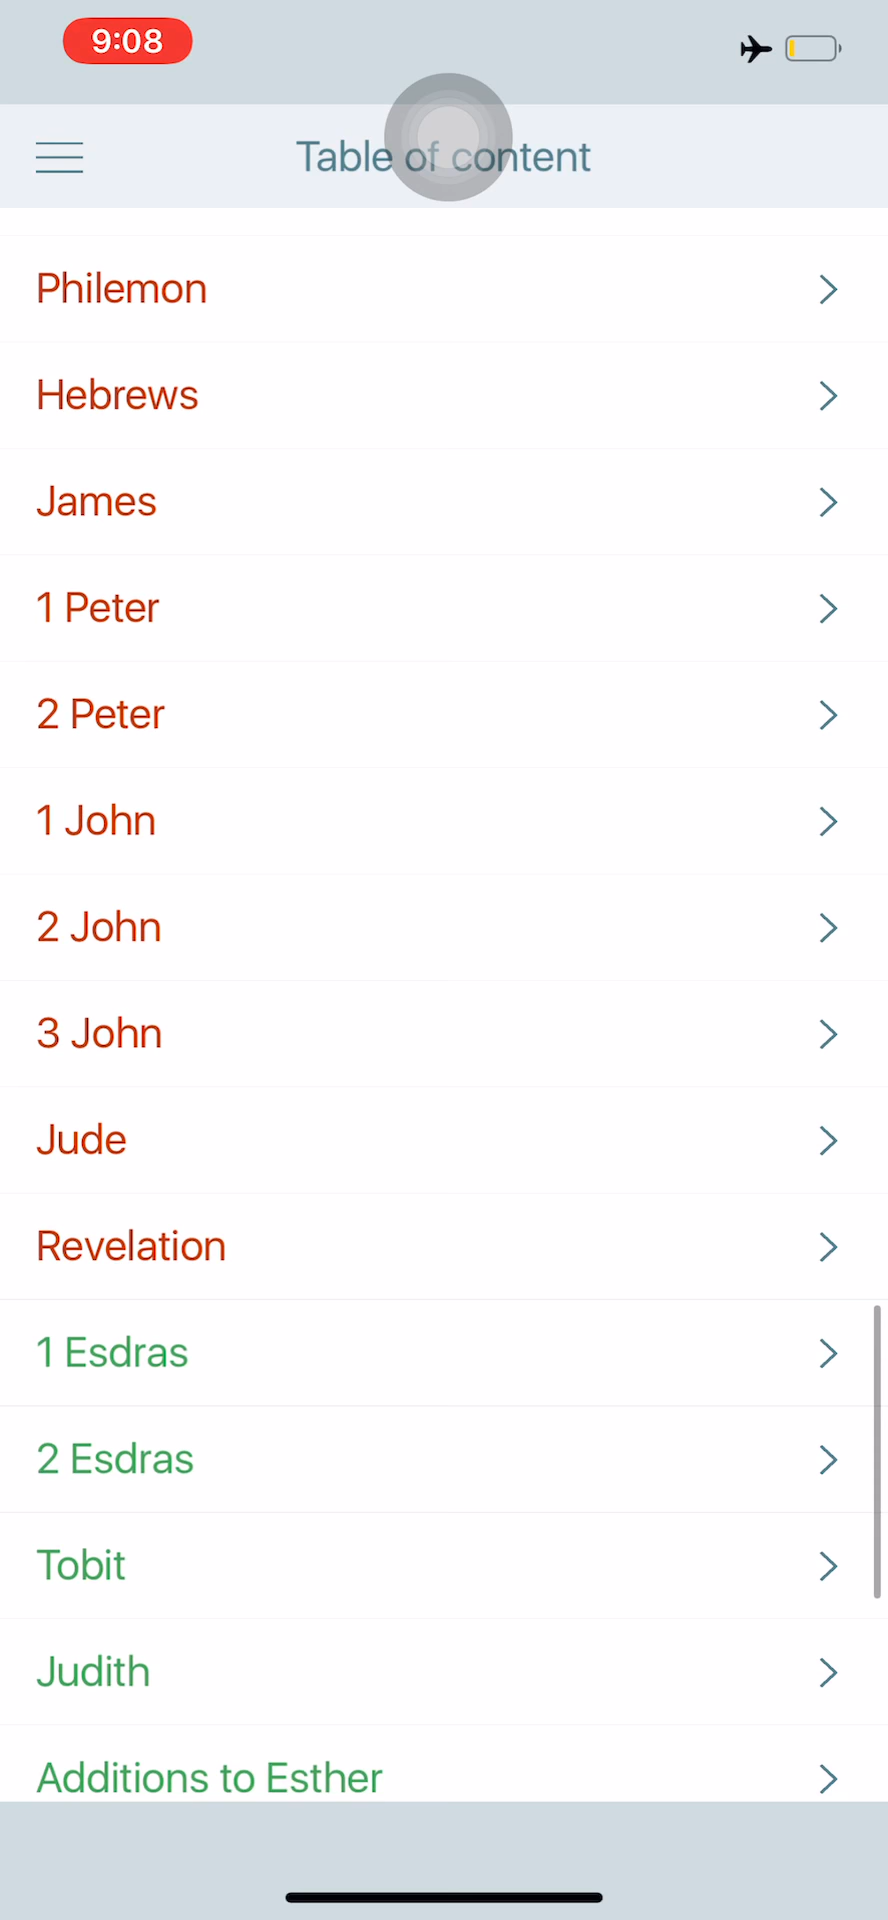 9:08
Table of content
Philemon
Hebrews
James
1 Peter
2 Peter
1 John
2 John
3 John
Jude
Revelation
1 Esdras
2 Esdras
Tobit
Judith
Additions to Esther